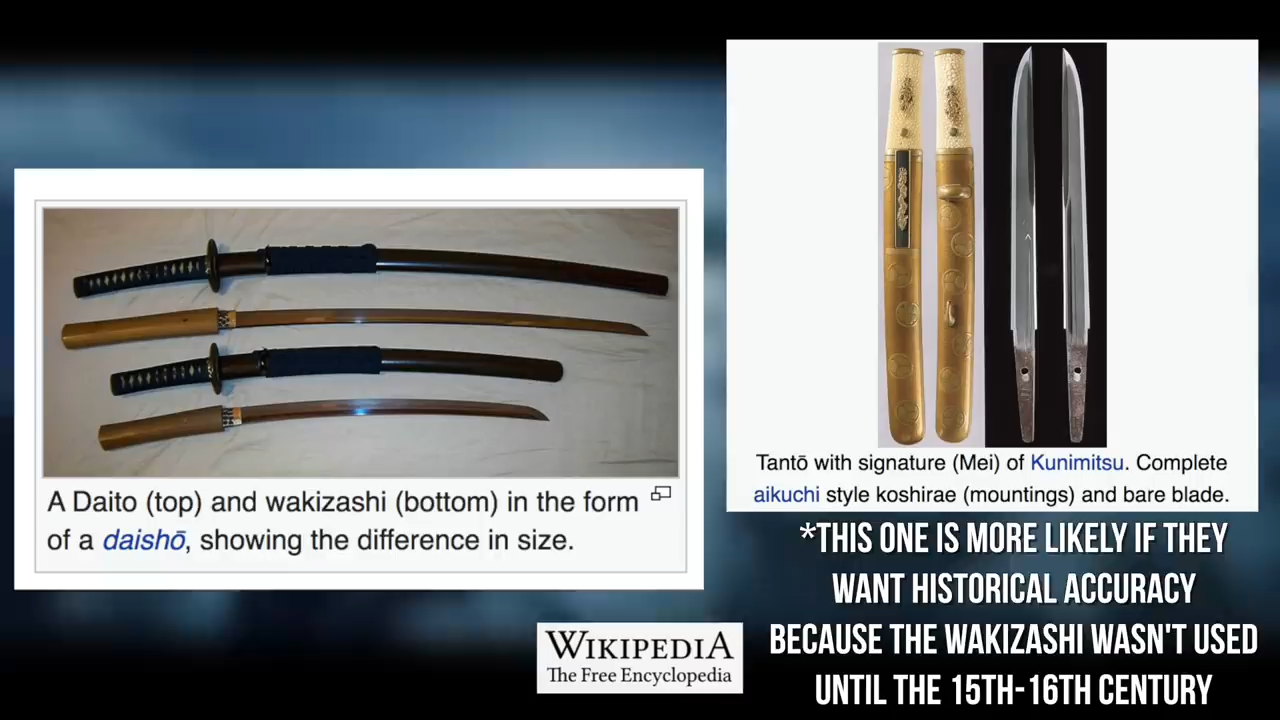 A Daito (top) and wakizashi (bottom) in the form
of a daishō, showing the difference in size.
Tantō with signature (Mei) of Kunimitsu. Complete
aikuchi style koshirae (mountings) and bare blade.
*THIS ONE IS MORE LIKELY IF THEY
WANT HISTORICAL ACCURACY
BECAUSE THE WAKIZASHI WASN'T USED
UNTIL THE 15TH-16TH CENTURY
WIKIPEDIA
The Free Encyclopedia